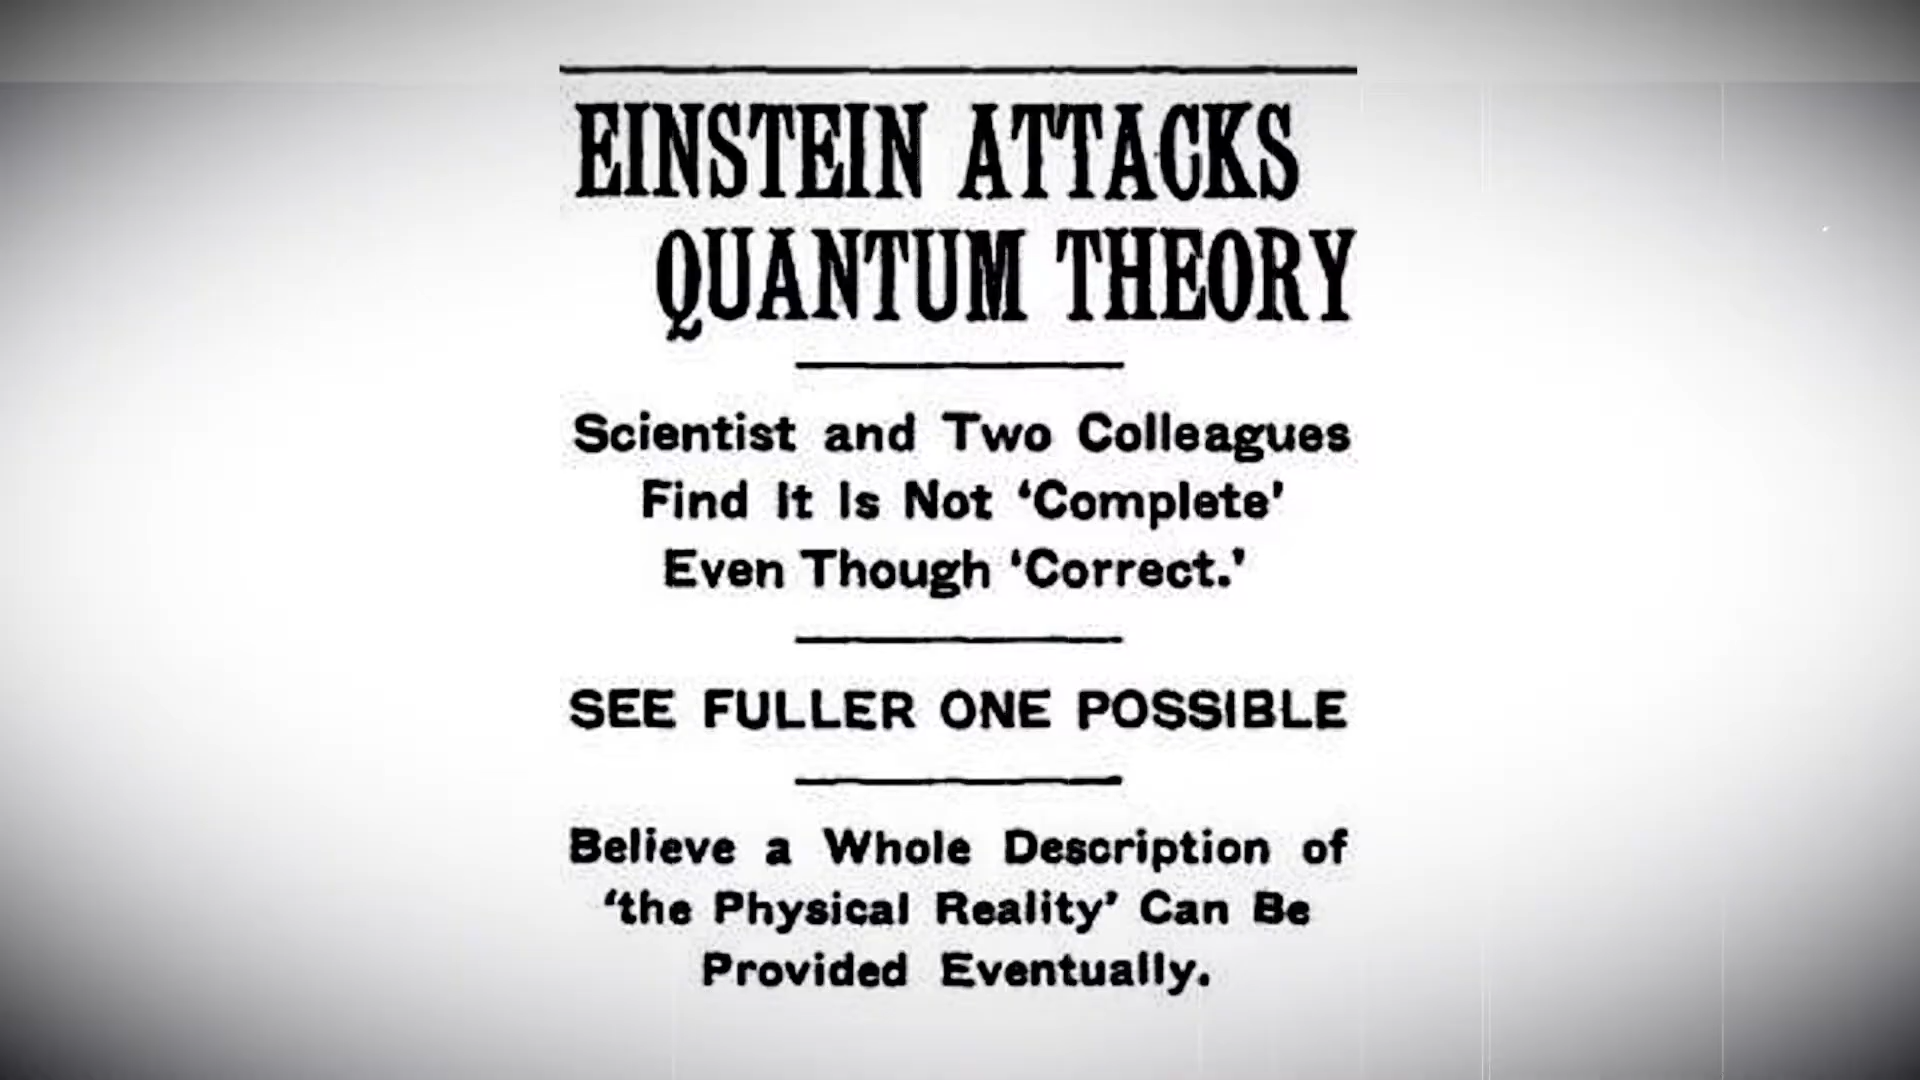 EINSTEIN ATTACKS
QUANTUM THEORY
Scientist and Two Colleagues
Find It Is Not ‘Complete’
Even Though ‘Correct.’
SEE FULLER ONE POSSIBLE
Believe a Whole Description of
‘the Physical Reality’ Can Be
Provided Eventually.